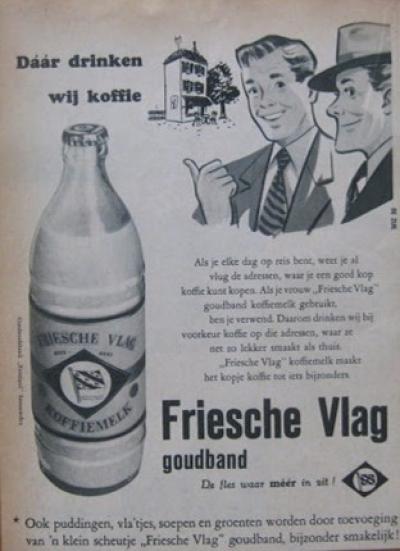 Dáár drinken
wij koffie
Als je elke dag op reis bent, weet je al
vlug de adressen, waar je een goed kop
koffie kunt kopen. Als je vrouw „Friesche Vlag”
goudband koffiemelk gebruikt,
ben je verwend. Daarom drinken wij bij
voorkeur koffie op die adressen, waar ze
net zo lekker smaakt als thuis.
„Friesche Vlag” koffiemelk maakt
het kopje koffie tot iets bijzonders.
FRIESCHE VLAG
KOFFIEMELK
Friesche Vlag
goudband
De fles waar méér in zit!
* Ook puddingen, vla'tjes, soepen en groenten worden door toevoeging
van 'n klein scheutje „Friesche Vlag” goudband, bijzonder smakelijk!